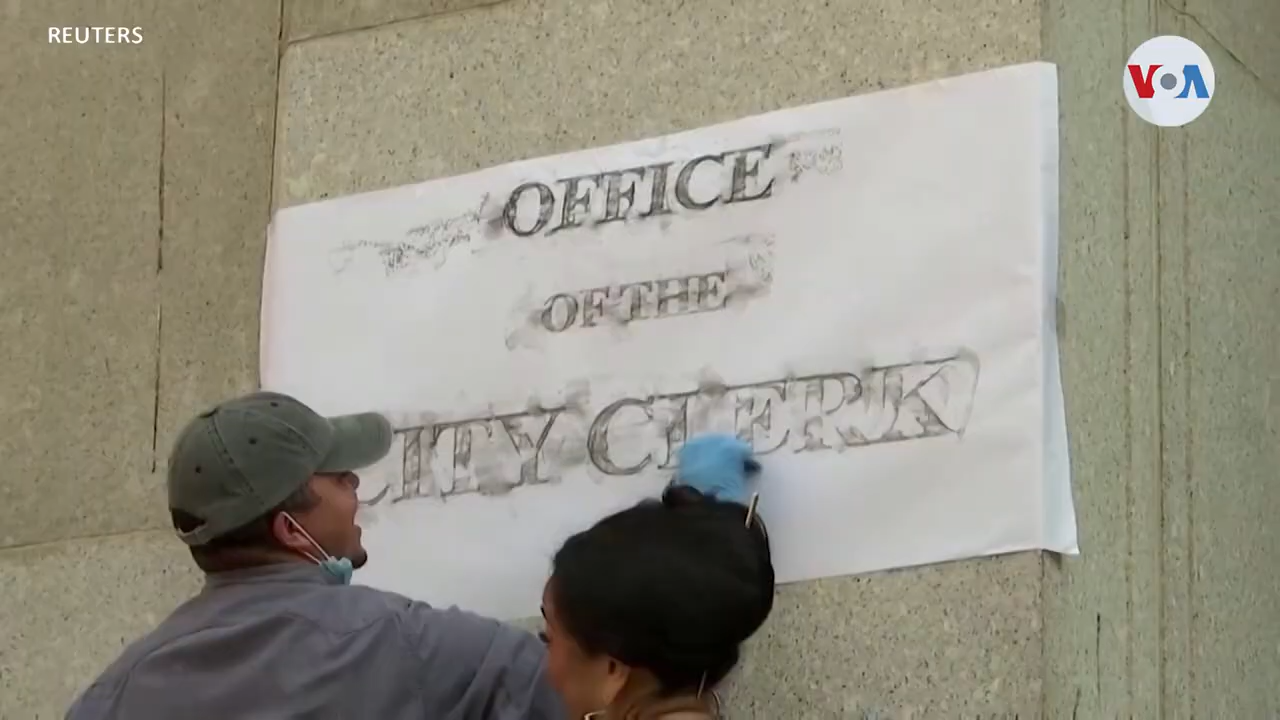 REUTERS
VOA
OFFICE
OF THE
CITY CLERK